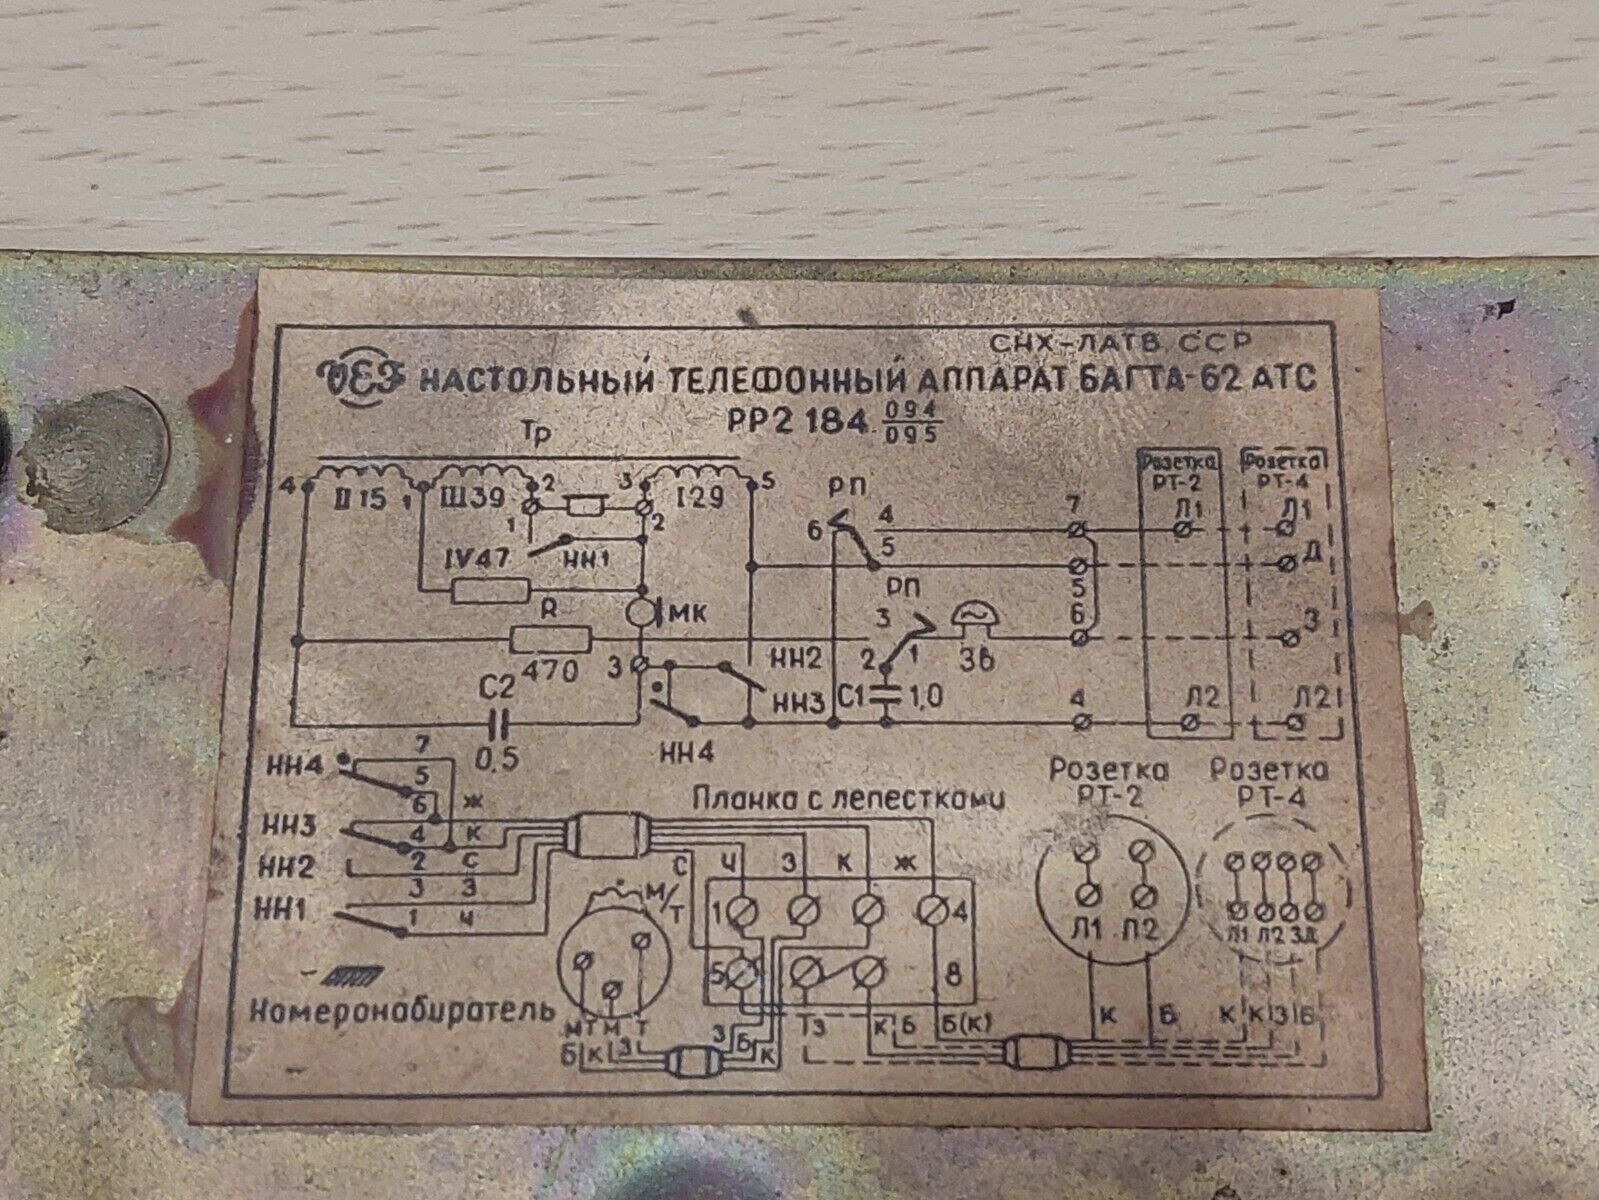 СНХ-ЛАТВ. ССР
VEF НАСТОЛЬНЫЙ ТЕЛЕФОННЫЙ АППАРАТ БАГТА-62 АТС
РР2 184. 094/095
Тр
Розетка РТ-2
Розетка РТ-4
4 II 15 1 Ш39 2 3 I 29 5
РП
6 4 5 7 Л1 Л1
1 2
IV47 НН1
Д
РП 5
R МК 3 6 З
470 3 НН2 2 1 Зв
С2 НН3 С1 1,0 4 Л2 Л2
0,5 НН4
НН4 7 5 6 Ж
НН3 4 К
НН2 2 С
3 З
НН1 1 Ч
Планка с лепестками
Розетка РТ-2
Розетка РТ-4
С Ч З К Ж
М/Т
1 4
5 8
Л1 Л2
Л1 Л2 З Д
Номеронабиратель
МТ М Т
Б К З
З Б К
Т З К Б Б(К)
К Б
К К З Б